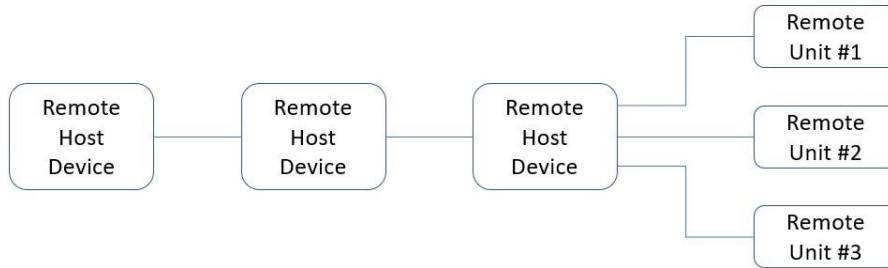 Remote
Host
Device
Remote
Host
Device
Remote
Host
Device
Remote
Unit #1
Remote
Unit #2
Remote
Unit #3